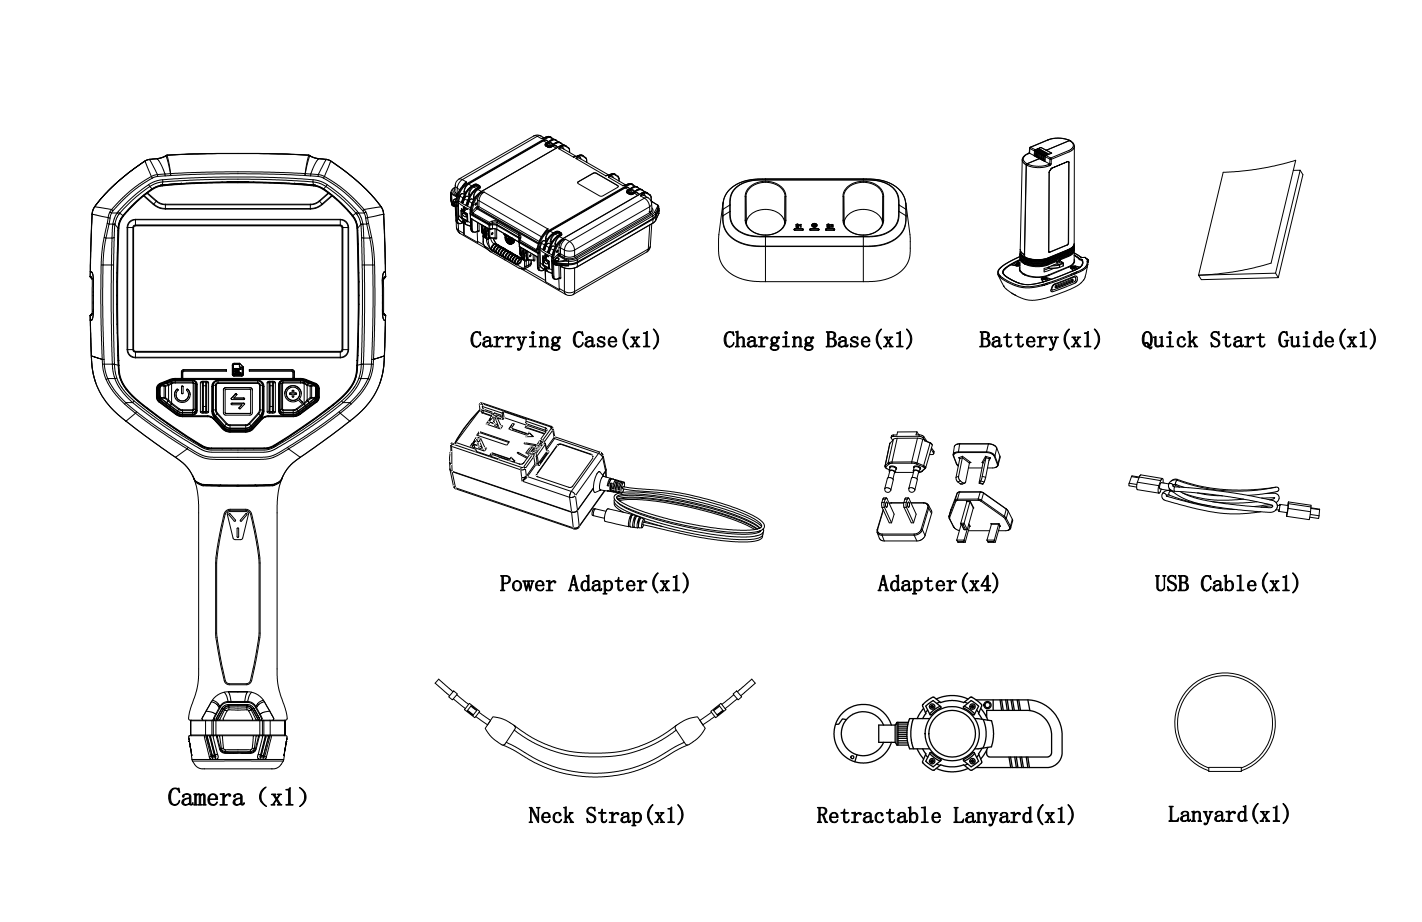 Carrying Case(x1)
Charging Base(x1)
Battery(x1)
Quick Start Guide(x1)
Power Adapter(x1)
Adapter(x4)
USB Cable(x1)
Camera (x1)
Neck Strap(x1)
Retractable Lanyard(x1)
Lanyard(x1)